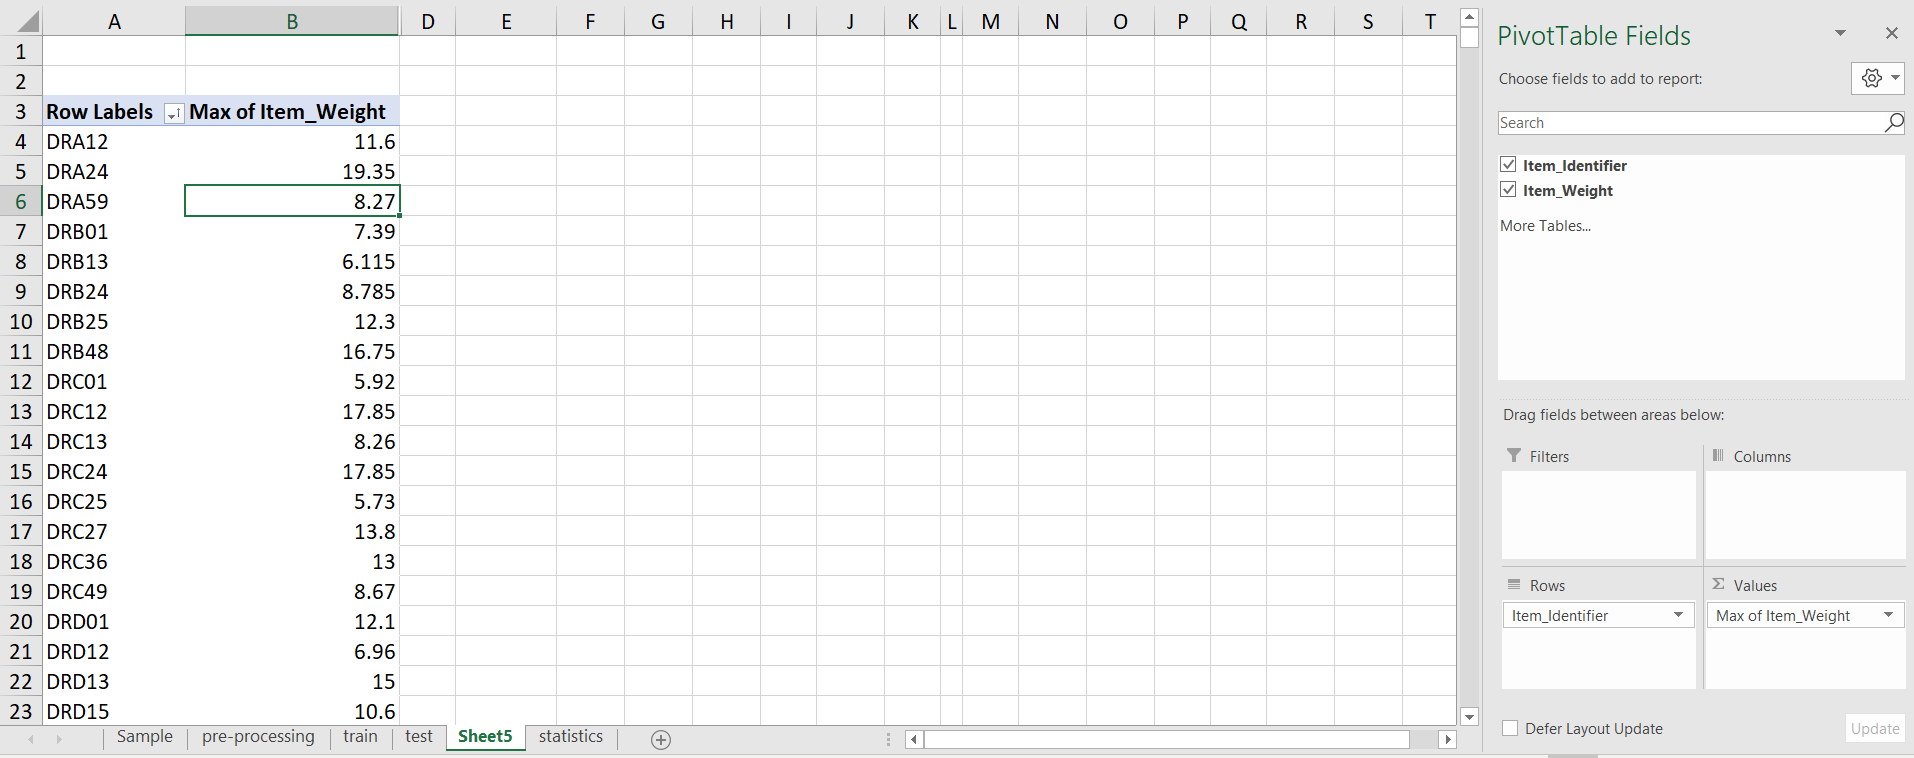 A B D E F G H I J K L M N O P Q R S T
1
2
3 Row Labels Max of Item_Weight
4 DRA12 11.6
5 DRA24 19.35
6 DRA59 8.27
7 DRB01 7.39
8 DRB13 6.115
9 DRB24 8.785
10 DRB25 12.3
11 DRB48 16.75
12 DRC01 5.92
13 DRC12 17.85
14 DRC13 8.26
15 DRC24 17.85
16 DRC25 5.73
17 DRC27 13.8
18 DRC36 13
19 DRC49 8.67
20 DRD01 12.1
21 DRD12 6.96
22 DRD13 15
23 DRD15 10.6
Sample pre-processing train test Sheet5 statistics
PivotTable Fields
Choose fields to add to report:
Search
Item_Identifier
Item_Weight
More Tables...
Drag fields between areas below:
Filters Columns
Rows Σ Values
Item_Identifier Max of Item_Weight
Defer Layout Update Update